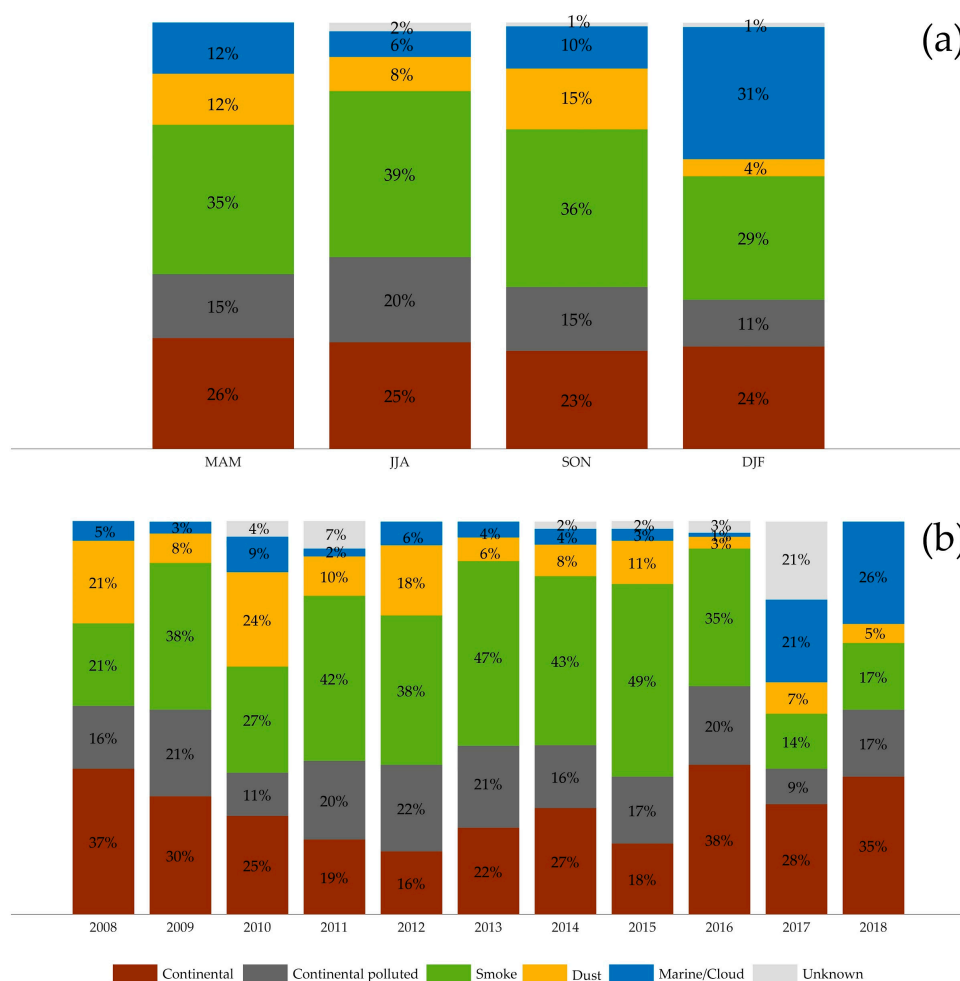 1%
1%
2%
(a)
12%
6%
10%
31%
12%
8%
15%
4%
35%
39%
36%
29%
15%
20%
15%
11%
26%
25%
23%
24%
MAM JJA SON DJF
5% 3% 4% 7% 6% 4% 2% 2% 3% (b)
9% 2% 4% 3% 1% 21% 26%
21% 8% 24% 10% 18% 6% 8% 11% 3% 21% 5%
21% 38% 27% 42% 38% 47% 43% 49% 35% 7% 17%
14%
16% 21% 11% 20% 22% 21% 16% 17% 20% 9% 17%
37% 30% 25% 19% 16% 22% 27% 18% 38% 28% 35%
2008 2009 2010 2011 2012 2013 2014 2015 2016 2017 2018
Continental Continental polluted Smoke Dust Marine/Cloud Unknown